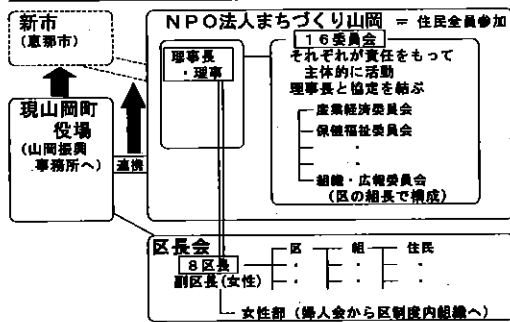 新市
(恵那市)
現山岡町
役場
(山岡振興
事務所へ)
連携
NPO法人まちづくり山岡 = 住民全員参加
理事長
・理事
16委員会
それぞれが責任をもって
主体的に活動
理事長と協定を結ぶ
産業経済委員会
保健福祉委員会
・
・
組織・広報委員会
(区の組長で構成)
区長会
8区長
副区長(女性)
区 組 住民
・ ・ ・
・ ・ ・
女性部 (婦人会から区制度内組織へ)